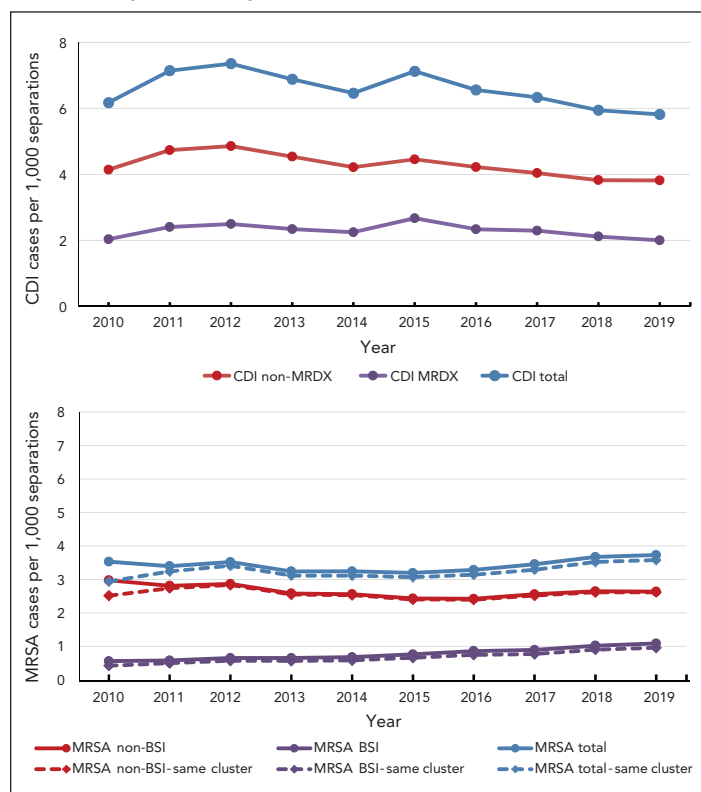 8
6
4
2
0
CDI cases per 1,000 separations
2010 2011 2012 2013 2014 2015 2016 2017 2018 2019
Year
CDI non-MRDX CDI MRDX CDI total
8
7
6
5
4
3
2
1
0
MRSA cases per 1,000 separations
2010 2011 2012 2013 2014 2015 2016 2017 2018 2019
Year
MRSA non-BSI MRSA BSI MRSA total
MRSA non-BSI-same cluster MRSA BSI-same cluster MRSA total-same cluster